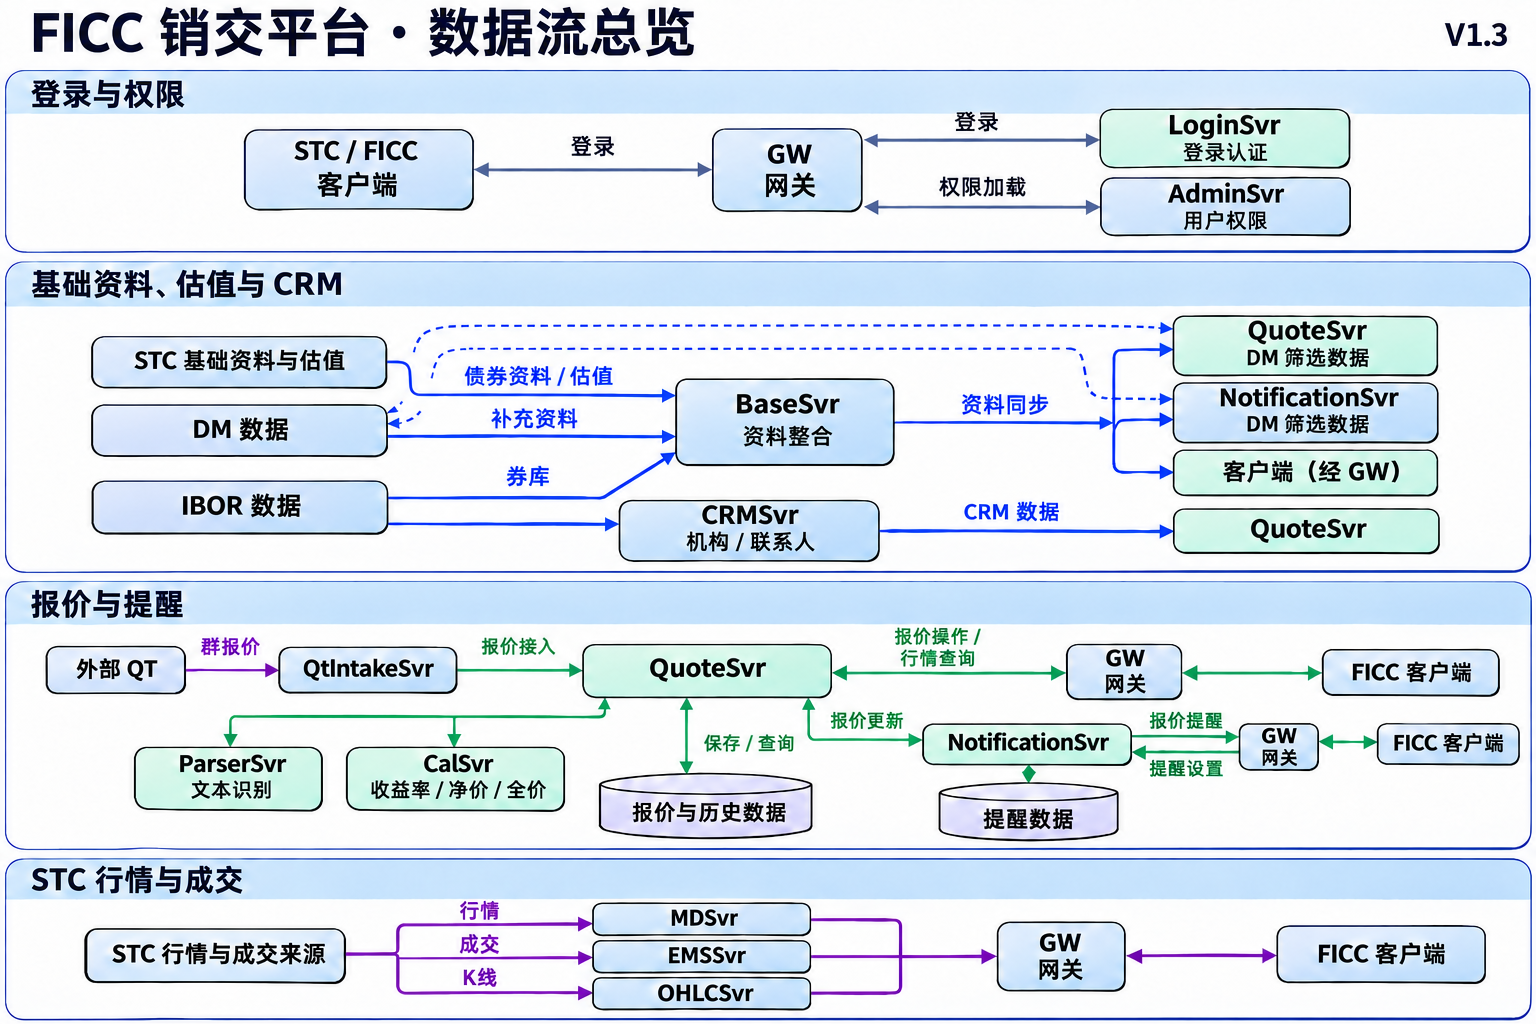 FICC 销交平台・数据流总览
V1.3
登录与权限
STC / FICC
客户端
登录
GW
网关
登录
权限加载
LoginSvr
登录认证
AdminSvr
用户权限
基础资料、估值与 CRM
STC 基础资料与估值
DM 数据
IBOR 数据
债券资料 / 估值
补充资料
券库
BaseSvr
资料整合
CRMSvr
机构 / 联系人
资料同步
CRM 数据
QuoteSvr
DM 筛选数据
NotificationSvr
DM 筛选数据
客户端（经 GW）
QuoteSvr
报价与提醒
外部 QT
群报价
QtIntakeSvr
报价接入
QuoteSvr
报价操作 /
行情查询
GW
网关
FICC 客户端
ParserSvr
文本识别
CalSvr
收益率 / 净价 / 全价
保存 / 查询
报价与历史数据
报价更新
NotificationSvr
报价提醒
提醒设置
GW
网关
FICC 客户端
提醒数据
STC 行情与成交
STC 行情与成交来源
行情
成交
K线
MDSvr
EMSSvr
OHLCSvr
GW
网关
FICC 客户端